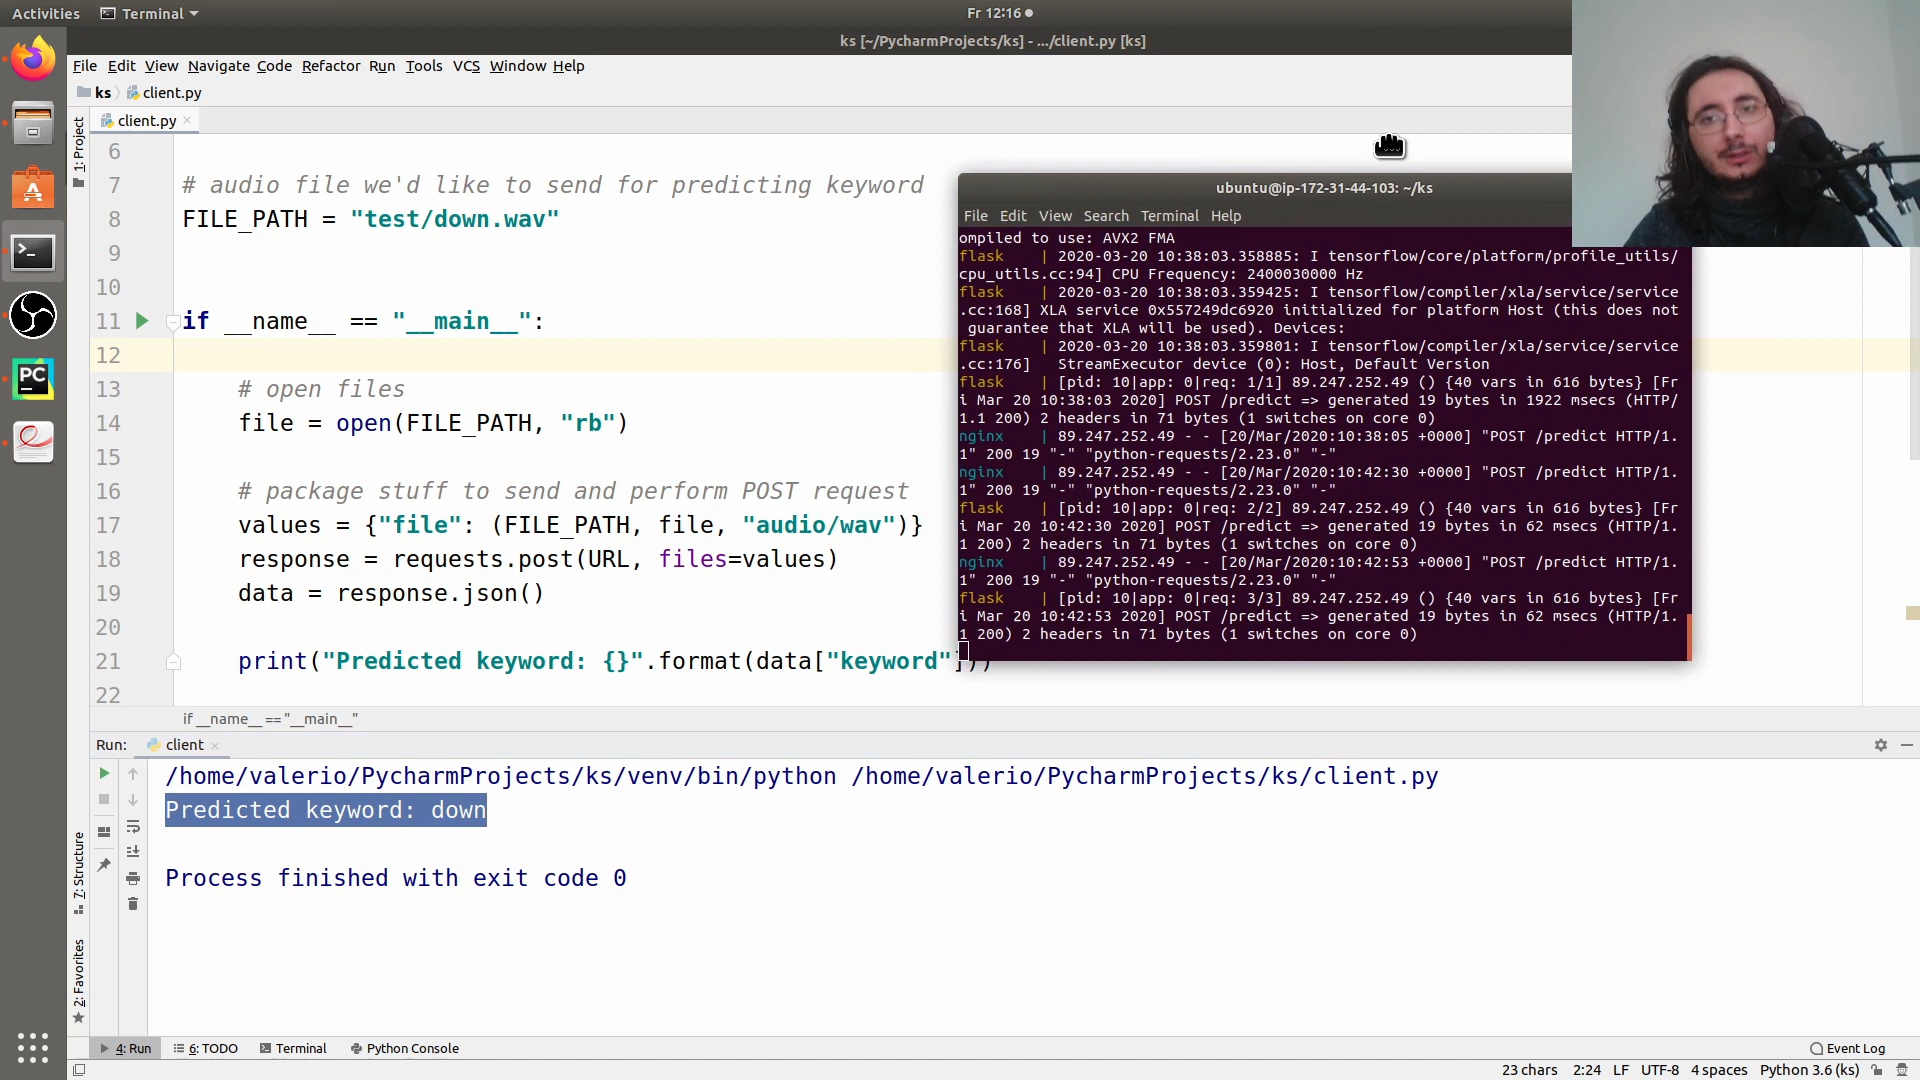 Activities
Terminal
Fr 12:16
ks [~/PycharmProjects/ks] - .../client.py [ks]
File Edit View Navigate Code Refactor Run Tools VCS Window Help
ks
client.py
1: Project
client.py
6
7 # audio file we'd like to send for predicting keyword
8 FILE_PATH = "test/down.wav"
9
10
11 if __name__ == "__main__":
12
13 # open files
14 file = open(FILE_PATH, "rb")
15
16 # package stuff to send and perform POST request
17 values = {"file": (FILE_PATH, file, "audio/wav")}
18 response = requests.post(URL, files=values)
19 data = response.json()
20
21 print("Predicted keyword: {}".format(data["keyword"]))
22
if __name__ == "__main__"
ubuntu@ip-172-31-44-103: ~/ks
File Edit View Search Terminal Help
ompiled to use: AVX2 FMA
flask | 2020-03-20 10:38:03.358885: I tensorflow/core/platform/profile_utils/
cpu_utils.cc:94] CPU Frequency: 2400030000 Hz
flask | 2020-03-20 10:38:03.359425: I tensorflow/compiler/xla/service/service
.cc:168] XLA service 0x557249dc6920 initialized for platform Host (this does not
guarantee that XLA will be used). Devices:
flask | 2020-03-20 10:38:03.359801: I tensorflow/compiler/xla/service/service
.cc:176] StreamExecutor device (0): Host, Default Version
flask | [pid: 10|app: 0|req: 1/1] 89.247.252.49 () {40 vars in 616 bytes} [Fr
i Mar 20 10:38:03 2020] POST /predict => generated 19 bytes in 1922 msecs (HTTP/
1.1 200) 2 headers in 71 bytes (1 switches on core 0)
nginx | 89.247.252.49 - - [20/Mar/2020:10:38:05 +0000] "POST /predict HTTP/1.
1" 200 19 "-" "python-requests/2.23.0" "-"
nginx | 89.247.252.49 - - [20/Mar/2020:10:42:30 +0000] "POST /predict HTTP/1.
1" 200 19 "-" "python-requests/2.23.0" "-"
flask | [pid: 10|app: 0|req: 2/2] 89.247.252.49 () {40 vars in 616 bytes} [Fr
i Mar 20 10:42:30 2020] POST /predict => generated 19 bytes in 62 msecs (HTTP/1.
1 200) 2 headers in 71 bytes (1 switches on core 0)
nginx | 89.247.252.49 - - [20/Mar/2020:10:42:53 +0000] "POST /predict HTTP/1.
1" 200 19 "-" "python-requests/2.23.0" "-"
flask | [pid: 10|app: 0|req: 3/3] 89.247.252.49 () {40 vars in 616 bytes} [Fr
i Mar 20 10:42:53 2020] POST /predict => generated 19 bytes in 62 msecs (HTTP/1.
1 200) 2 headers in 71 bytes (1 switches on core 0)
PC
Run: client
/home/valerio/PycharmProjects/ks/venv/bin/python /home/valerio/PycharmProjects/ks/client.py
Predicted keyword: down
Process finished with exit code 0
7: Structure
2: Favorites
4: Run
6: TODO
Terminal
Python Console
Event Log
23 chars 2:24 LF UTF-8 4 spaces Python 3.6 (ks)